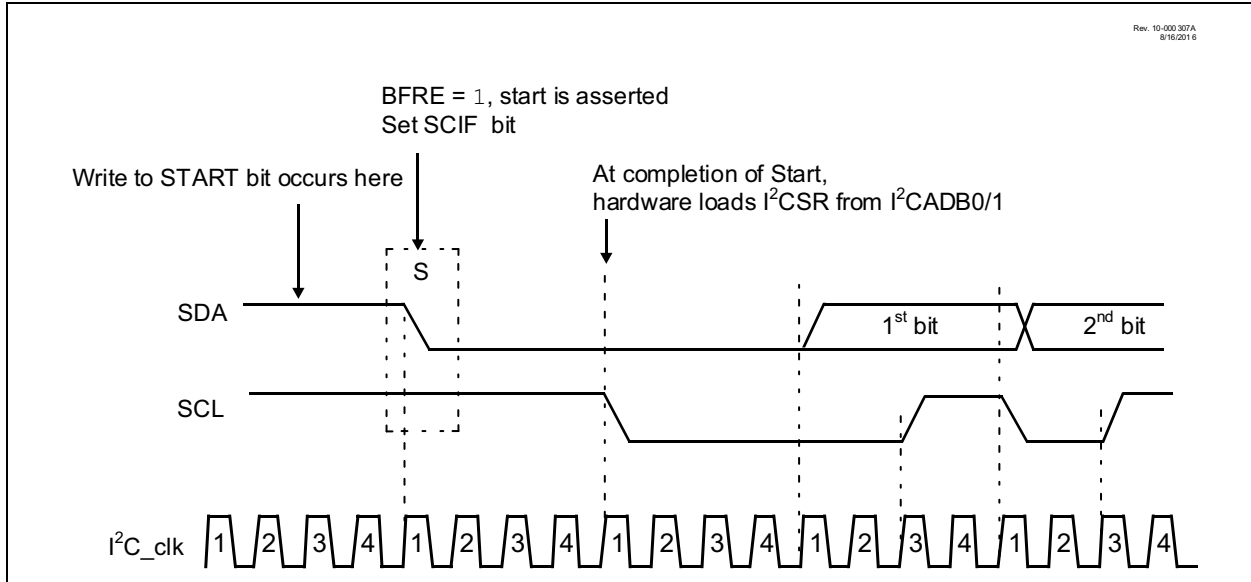 Rev. 10-000307A
8/16/2016
BFRE = 1, start is asserted
Set SCIF bit
Write to START bit occurs here
At completion of Start,
hardware loads I²CSR from I²CADB0/1
S
SDA
1st bit
2nd bit
SCL
I²C_clk 1 2 3 4 1 2 3 4 1 2 3 4 1 2 3 4 1 2 3 4